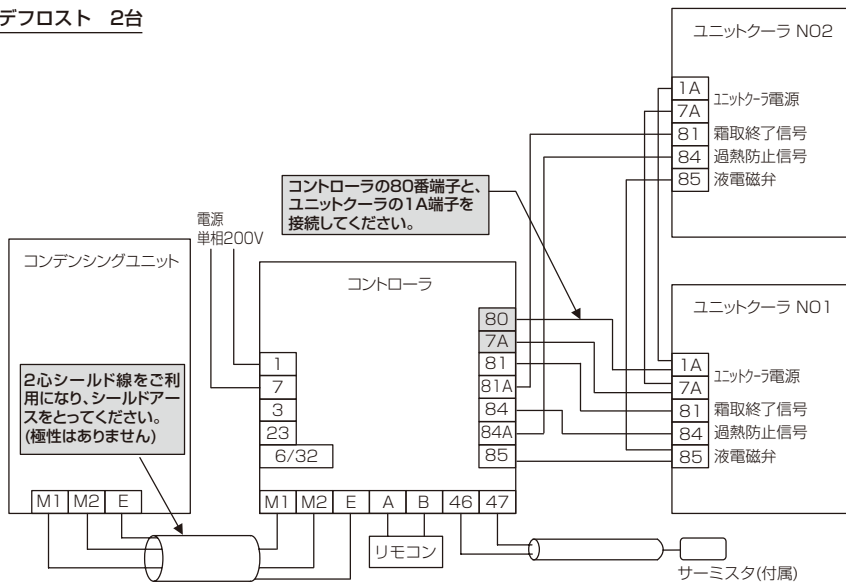 デフロスト 2台
ユニットクーラ NO2
1A
ユニットクーラ電源
7A
81 霜取終了信号
84 過熱防止信号
85 液電磁弁
コントローラの80番端子と、
ユニットクーラの1A端子を
接続してください。
電源
単相200V
コンデンシングユニット
2心シールド線をご利
用になり、シールドアー
スをとってください。
(極性はありません)
M1 M2 E
コントローラ
1
7
3
23
6/32
80
7A
81
81A
84
84A
85
M1 M2 E A B 46 47
リモコン
サーミスタ(付属)
ユニットクーラ NO1
1A
ユニットクーラ電源
7A
81 霜取終了信号
84 過熱防止信号
85 液電磁弁